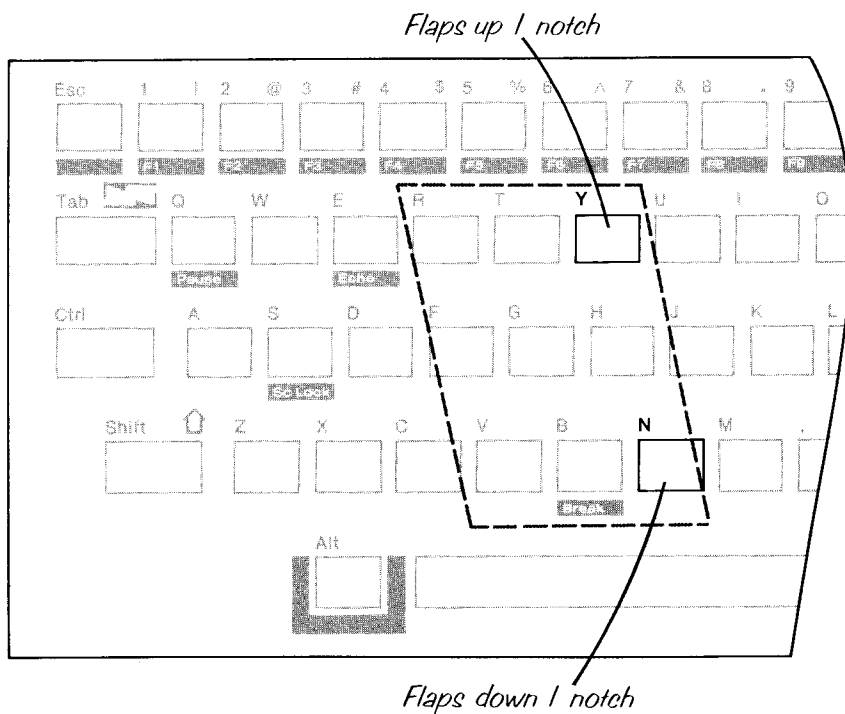 Flaps up 1 notch
Esc 1 ! 2 @ 3 # 4 $ 5 % 6 ^ 7 & 8 . 9
F1 F2 F3 F4 F5 F6 F7 F8 F9
Tab Q W E R T Y U I O
Pause Echo
Ctrl A S D F G H J K L
Sc Lock
Shift Z X C V B N M ,
Break
Alt
Flaps down 1 notch